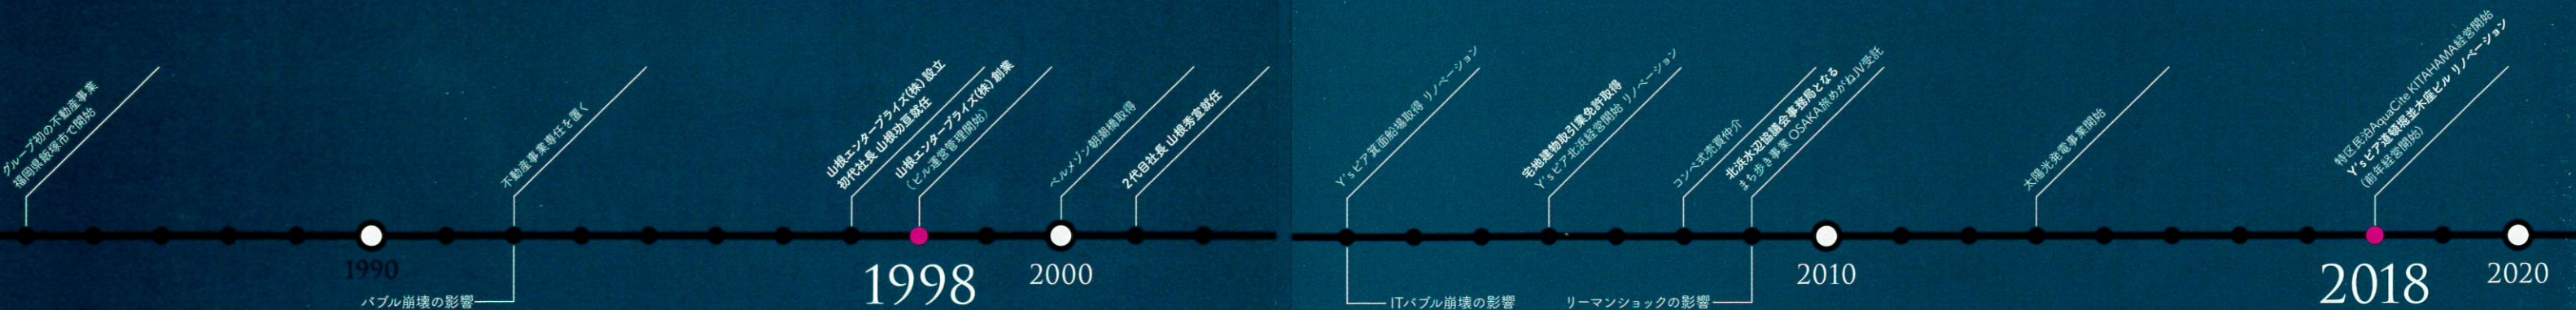 グループ初の不動産事業
福岡県飯塚市で開始
不動産事業専任を置く
山根エンタープライズ(株) 設立
初代社長 山根功亘就任
山根エンタープライズ(株) 創業
(ビル運営管理開始)
ベルメゾン朝潮橋取得
2代目社長 山根秀宣就任
Y'sピア箕面船場取得 リノベーション
宅地建物取引業免許取得
Y'sピア北浜経営開始 リノベーション
コンペ式売買仲介
北浜水辺協議会事務局となる
まち歩き事業 OSAKA旅めがねJV受託
太陽光発電事業開始
特区民泊AquaCite KITAHAMA経営開始
Y'sピア道頓堀並木座ビル リノベーション
(前年経営開始)
1990
1998
2000
2010
2018
2020
バブル崩壊の影響
ITバブル崩壊の影響
リーマンショックの影響